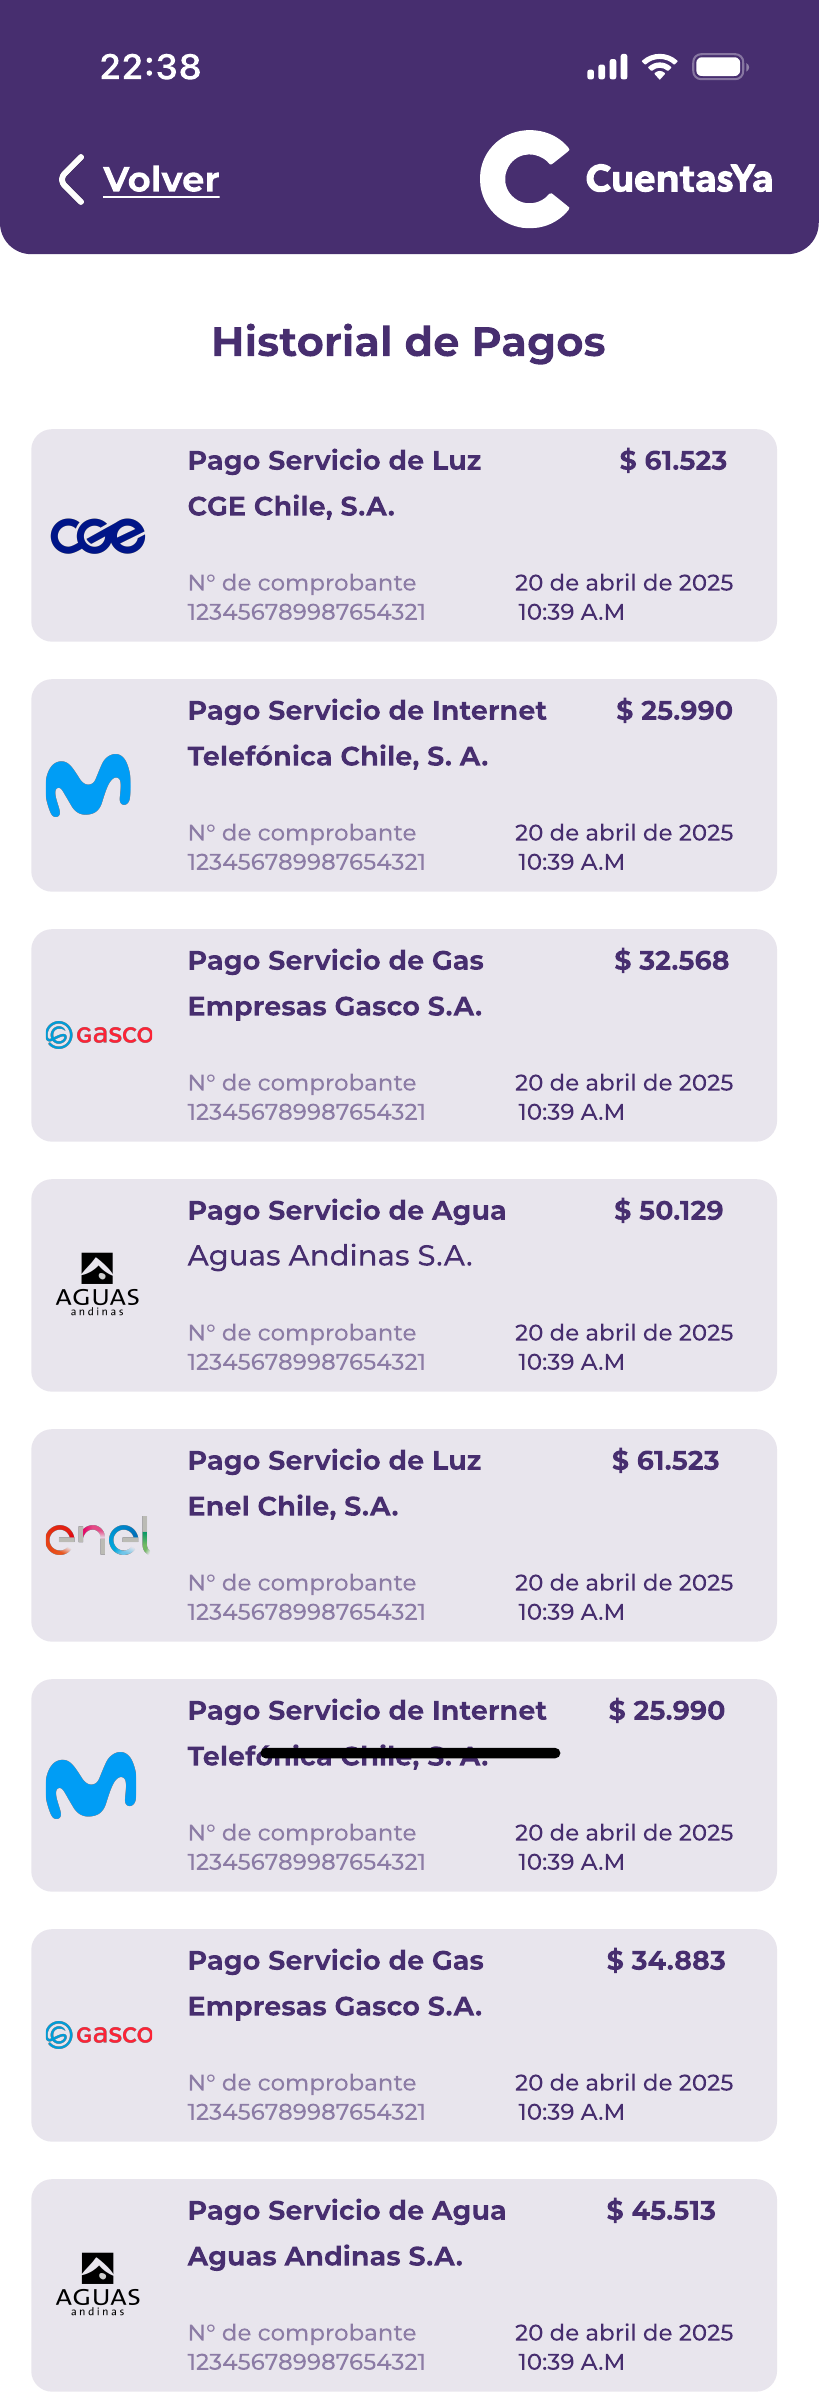 22:38
Volver
CuentasYa
Historial de Pagos
Pago Servicio de Luz $ 61.523
CGE Chile, S.A.
cge
N° de comprobante 20 de abril de 2025
123456789987654321 10:39 A.M
Pago Servicio de Internet $ 25.990
Telefónica Chile, S. A.
N° de comprobante 20 de abril de 2025
123456789987654321 10:39 A.M
Pago Servicio de Gas $ 32.568
Empresas Gasco S.A.
GASCO
N° de comprobante 20 de abril de 2025
123456789987654321 10:39 A.M
Pago Servicio de Agua $ 50.129
Aguas Andinas S.A.
AGUAS
andinas
N° de comprobante 20 de abril de 2025
123456789987654321 10:39 A.M
Pago Servicio de Luz $ 61.523
Enel Chile, S.A.
enel
N° de comprobante 20 de abril de 2025
123456789987654321 10:39 A.M
Pago Servicio de Internet $ 25.990
Telefónica Chile, S. A.
N° de comprobante 20 de abril de 2025
123456789987654321 10:39 A.M
Pago Servicio de Gas $ 34.883
Empresas Gasco S.A.
GASCO
N° de comprobante 20 de abril de 2025
123456789987654321 10:39 A.M
Pago Servicio de Agua $ 45.513
Aguas Andinas S.A.
AGUAS
andinas
N° de comprobante 20 de abril de 2025
123456789987654321 10:39 A.M